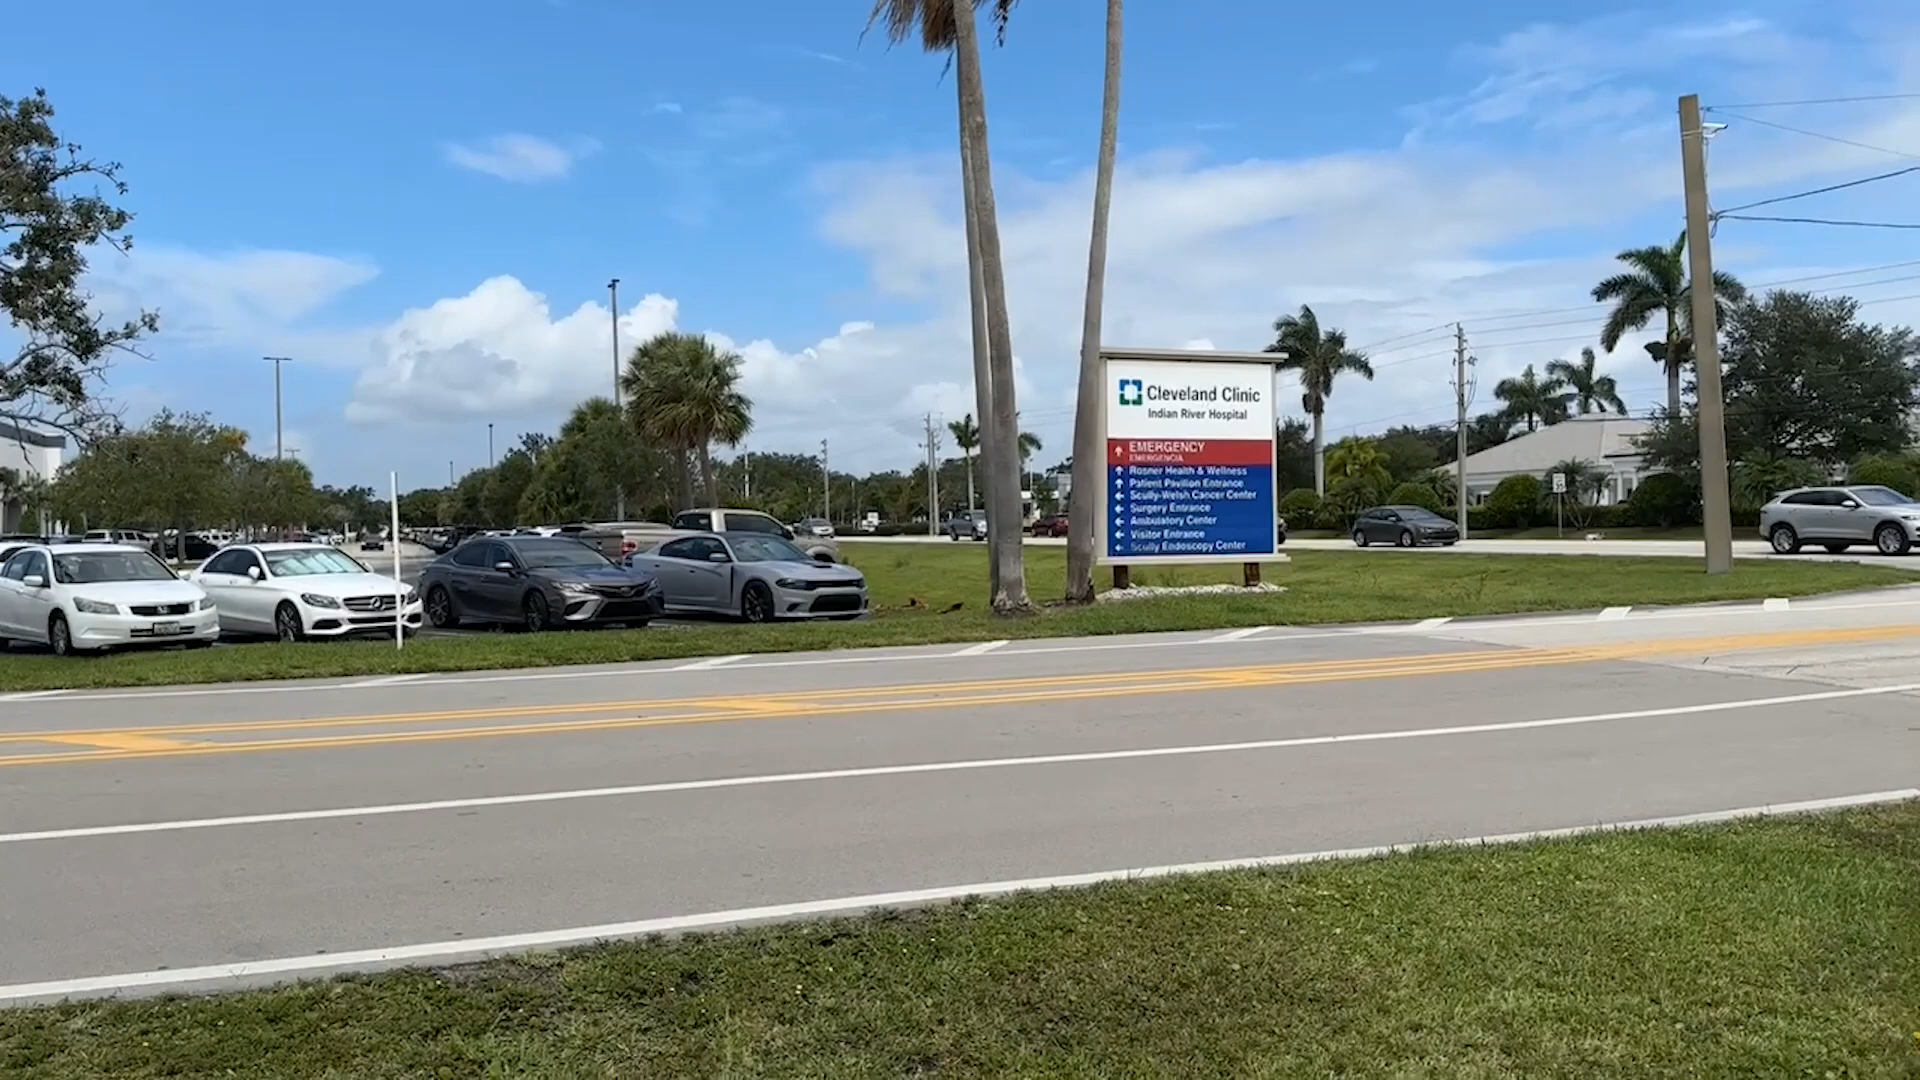 Cleveland Clinic
Indian River Hospital
EMERGENCY
EMERGENCIA
Rosner Health & Wellness
Patient Pavilion Entrance
Scully-Welsh Cancer Center
Surgery Entrance
Ambulatory Center
Visitor Entrance
Scully Endoscopy Center